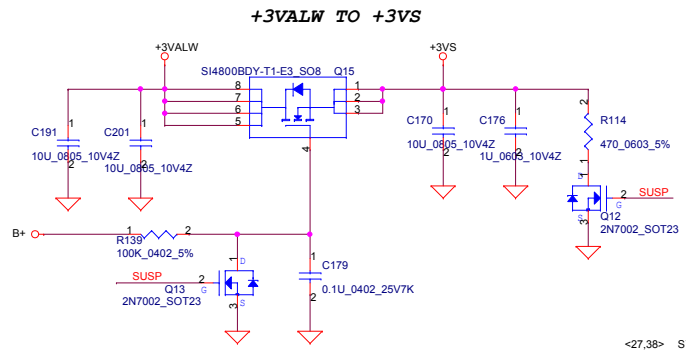 +3VALW TO +3VS
+3VALW
+3VS
SI4800BDY-T1-E3_SO8 Q15
8
7
6
5
1
2
3
4
C191
10U_0805_10V4Z
1
2
C201
10U_0805_10V4Z
1
2
C170
10U_0805_10V4Z
1
2
C176
1U_0603_10V4Z
1
2
R114
470_0603_5%
2
1
D
1
SUSP
2
G
Q12
3
S
2N7002_SOT23
B+
1
2
R139
100K_0402_5%
SUSP
2
G
Q13
2N7002_SOT23
D
1
3
S
C179
0.1U_0402_25V7K
1
2
<27,38> S